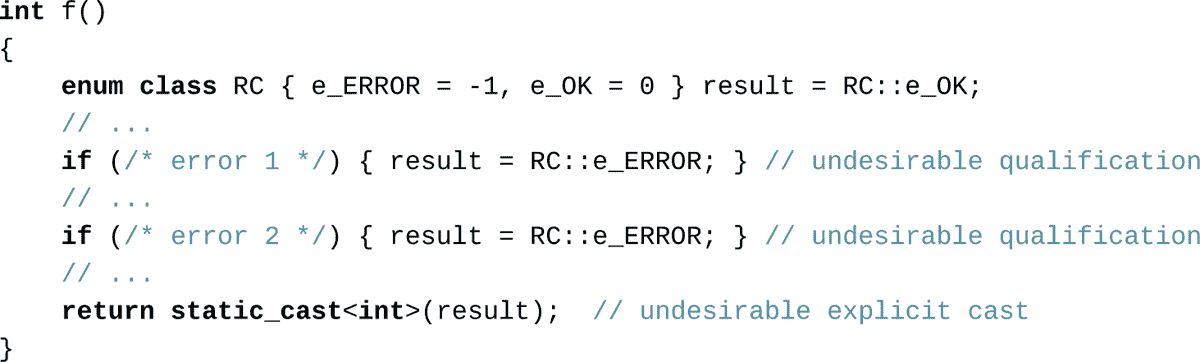 int f()
{
    enum class RC { e_ERROR = -1, e_OK = 0 } result = RC::e_OK;
    // ...
    if (/* error 1 */) { result = RC::e_ERROR; } // undesirable qualification
    // ...
    if (/* error 2 */) { result = RC::e_ERROR; } // undesirable qualification
    // ...
    return static_cast<int>(result);  // undesirable explicit cast
}